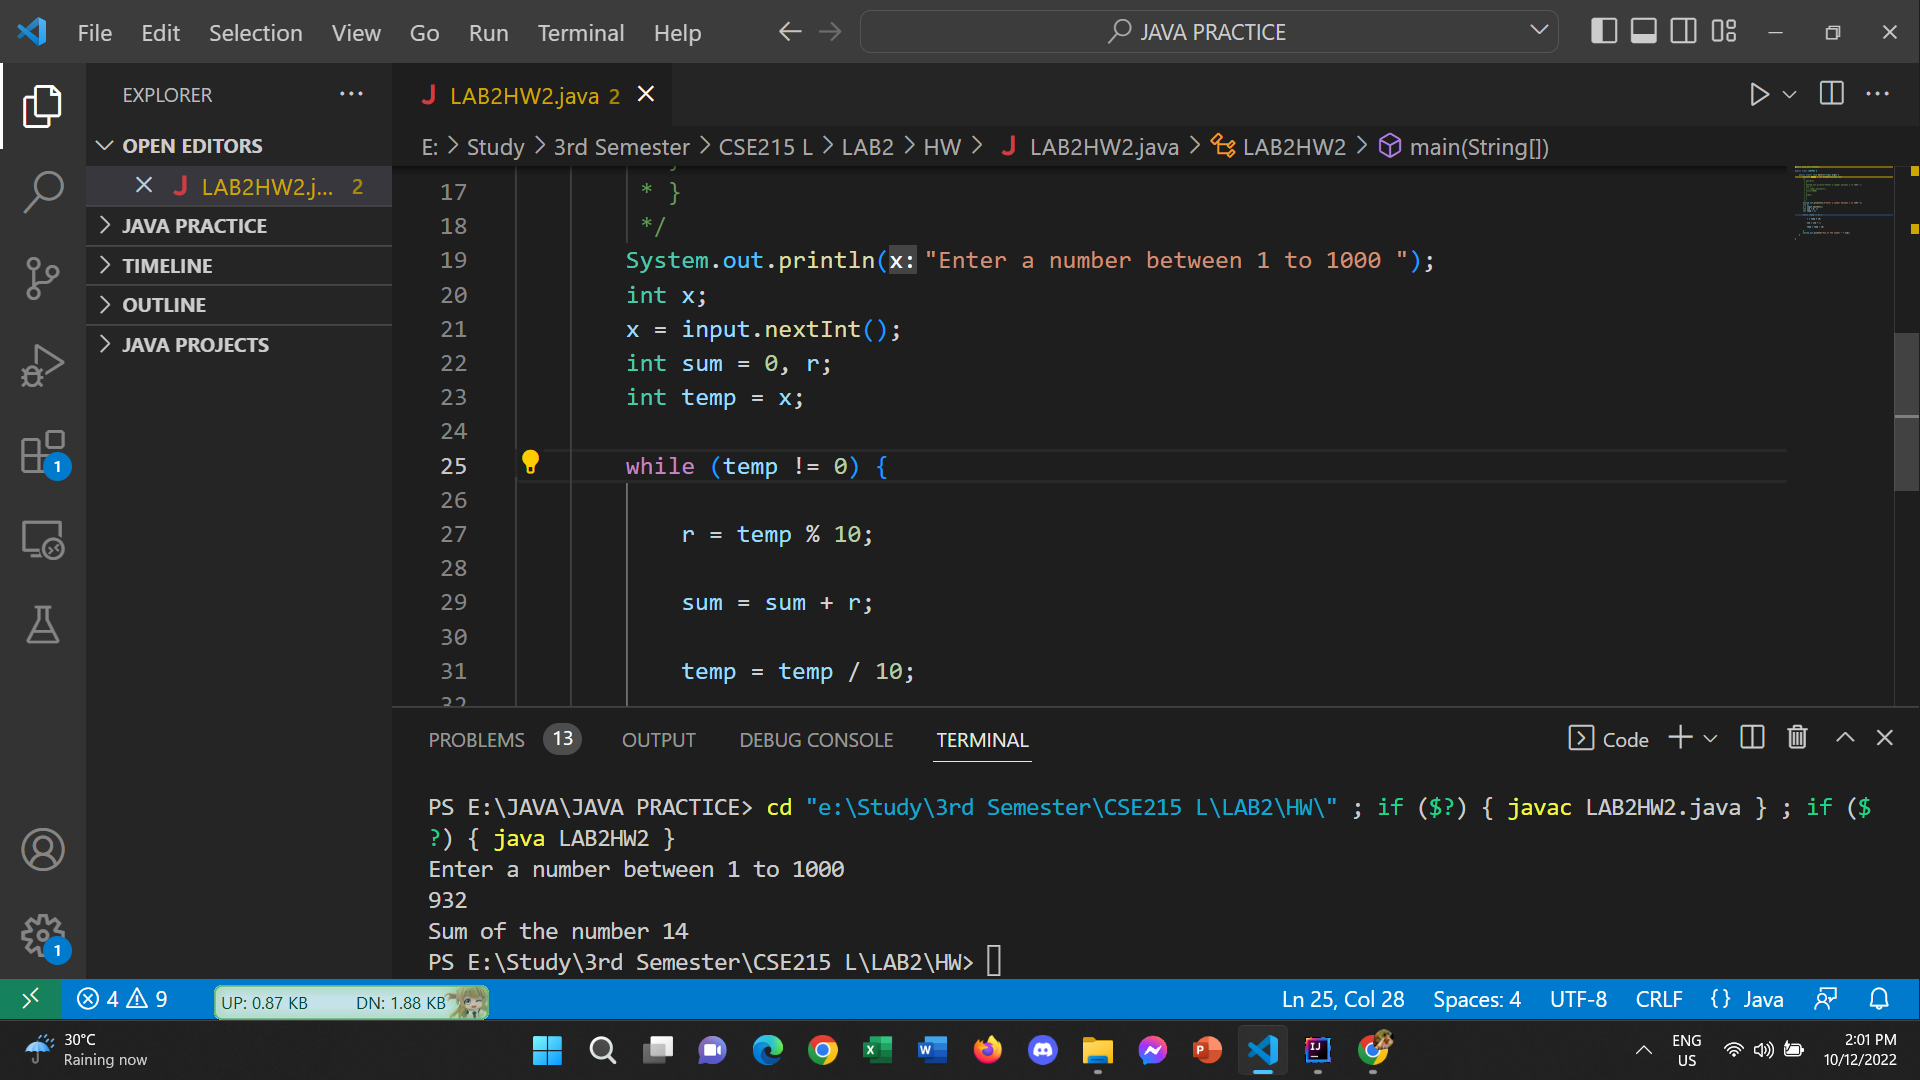 File Edit Selection View Go Run Terminal Help
JAVA PRACTICE
EXPLORER
OPEN EDITORS
LAB2HW2.j... 2
JAVA PRACTICE
TIMELINE
OUTLINE
JAVA PROJECTS
LAB2HW2.java 2
E: > Study > 3rd Semester > CSE215 L > LAB2 > HW > LAB2HW2.java > LAB2HW2 > main(String[])
17 * }
18 */
19 System.out.println(x: "Enter a number between 1 to 1000 ");
20 int x;
21 x = input.nextInt();
22 int sum = 0, r;
23 int temp = x;
24
25 while (temp != 0) {
26
27 r = temp % 10;
28
29 sum = sum + r;
30
31 temp = temp / 10;
32
PROBLEMS 13 OUTPUT DEBUG CONSOLE TERMINAL
Code
PS E:\JAVA\JAVA PRACTICE> cd "e:\Study\3rd Semester\CSE215 L\LAB2\HW\" ; if ($?) { javac LAB2HW2.java } ; if ($
?) { java LAB2HW2 }
Enter a number between 1 to 1000
932
Sum of the number 14
PS E:\Study\3rd Semester\CSE215 L\LAB2\HW>
1
1
4 9
UP: 0.87 KB DN: 1.88 KB
Ln 25, Col 28 Spaces: 4 UTF-8 CRLF {} Java
30°C
Raining now
ENG
US
2:01 PM
10/12/2022